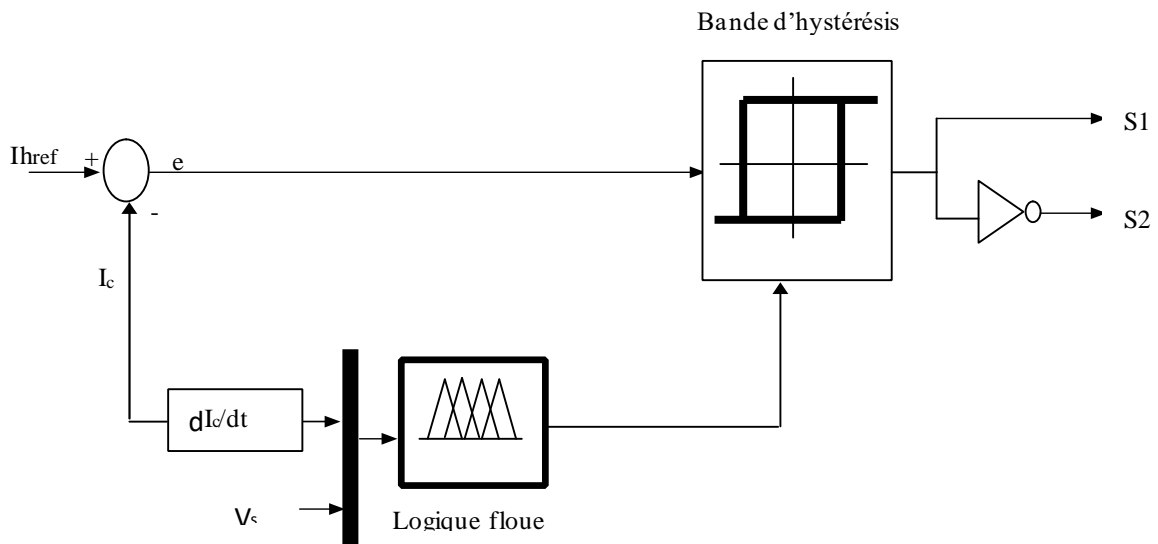 Bande d'hystérésis
S1
Ihref
+
e
-
S2
Ic
dIc/dt
Vs
Logique floue